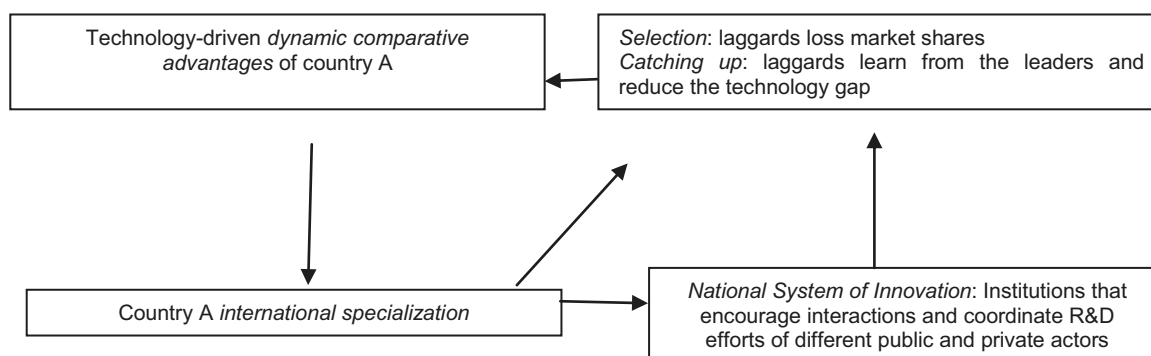 Technology-driven dynamic comparative
advantages of country A
Selection: laggards loss market shares
Catching up: laggards learn from the leaders and
reduce the technology gap
Country A international specialization
National System of Innovation: Institutions that
encourage interactions and coordinate R&D
efforts of different public and private actors